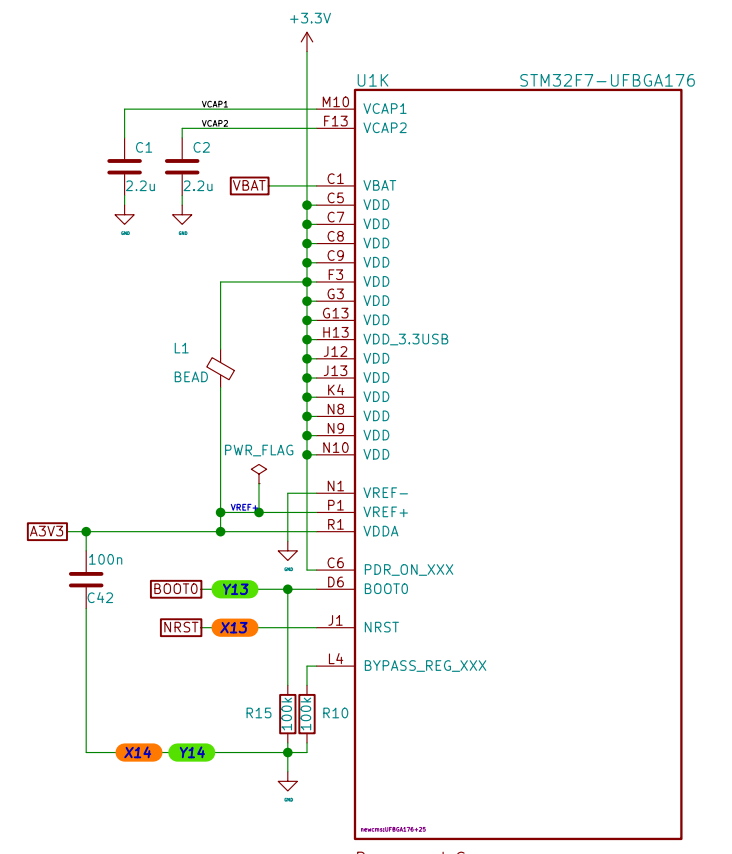 +3.3V
U1K STM32F7-UFBGA176
VCAP1 M10 VCAP1
VCAP2 F13 VCAP2
C1 C2
2.2u 2.2u
VBAT C1 VBAT
C5 VDD
C7 VDD
GND GND
C8 VDD
C9 VDD
F3 VDD
G3 VDD
G13 VDD
H13 VDD_3.3USB
L1
J12 VDD
BEAD J13 VDD
K4 VDD
N8 VDD
N9 VDD
PWR_FLAG N10 VDD
N1 VREF-
VREF+ P1 VREF+
A3V3 R1 VDDA
100n
GND
C6 PDR_ON_XXX
BOOT0 Y13 D6 BOOT0
C42
NRST X13 J1 NRST
L4 BYPASS_REG_XXX
R15 100k 100k R10
X14 Y14
GND
newcms:UFBGA176+25